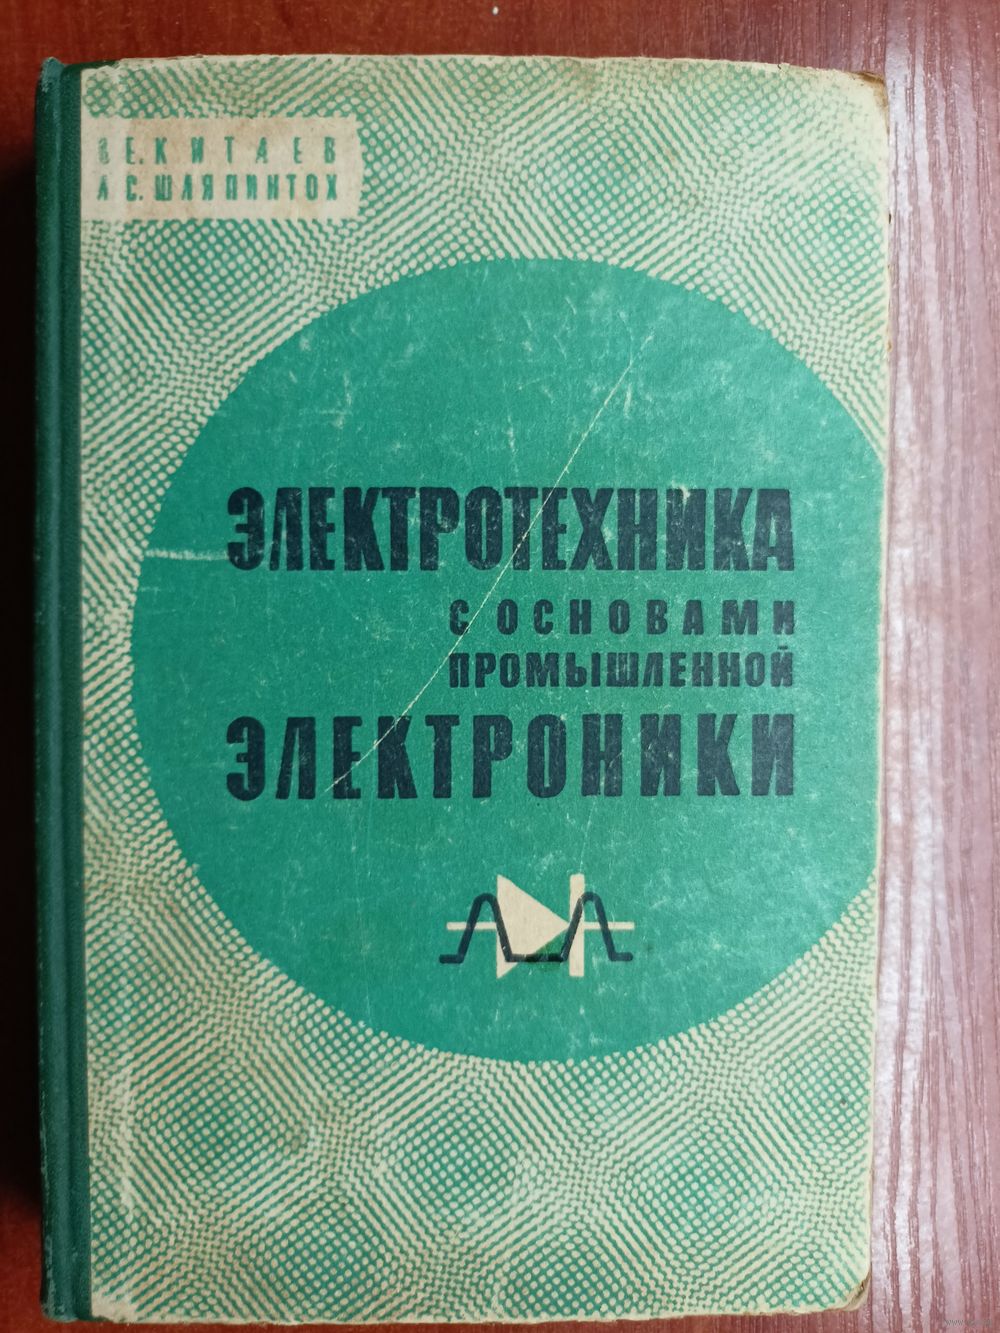 В Е. КИТАЕВ
А С. ШЛЯПИНТОХ
ЭЛЕКТРОТЕХНИКА
С ОСНОВАМИ
ПРОМЫШЛЕННОЙ
ЭЛЕКТРОНИКИ